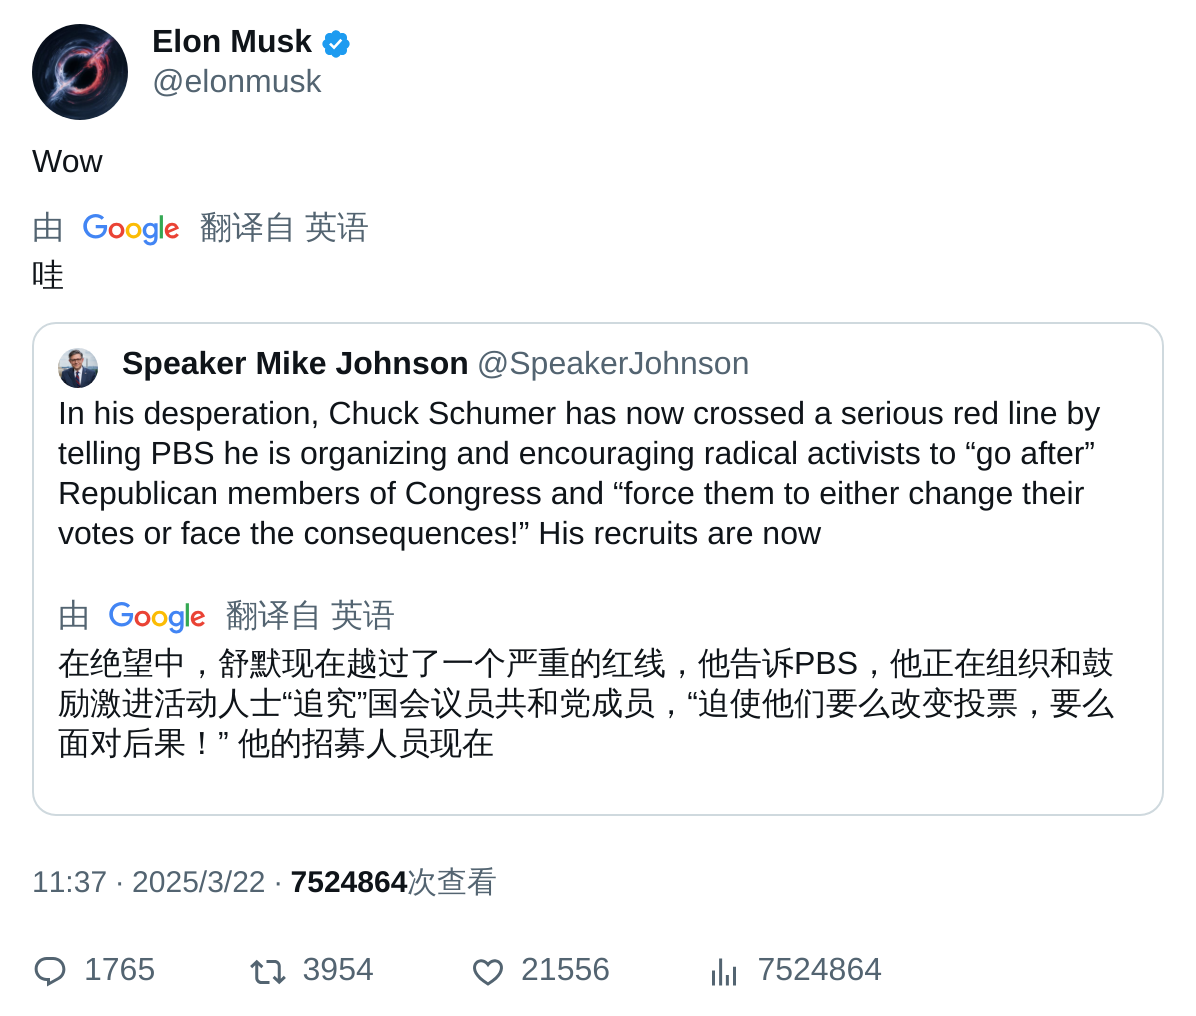 Elon Musk
@elonmusk
Wow
由 Google 翻译自 英语
哇
Speaker Mike Johnson @SpeakerJohnson
In his desperation, Chuck Schumer has now crossed a serious red line by
telling PBS he is organizing and encouraging radical activists to “go after”
Republican members of Congress and “force them to either change their
votes or face the consequences!” His recruits are now
由 Google 翻译自 英语
在绝望中，舒默现在越过了一个严重的红线，他告诉PBS，他正在组织和鼓
励激进活动人士“追究”国会议员共和党成员，“迫使他们要么改变投票，要么
面对后果！” 他的招募人员现在
11:37 · 2025/3/22 · 7524864次查看
1765 3954 21556 7524864